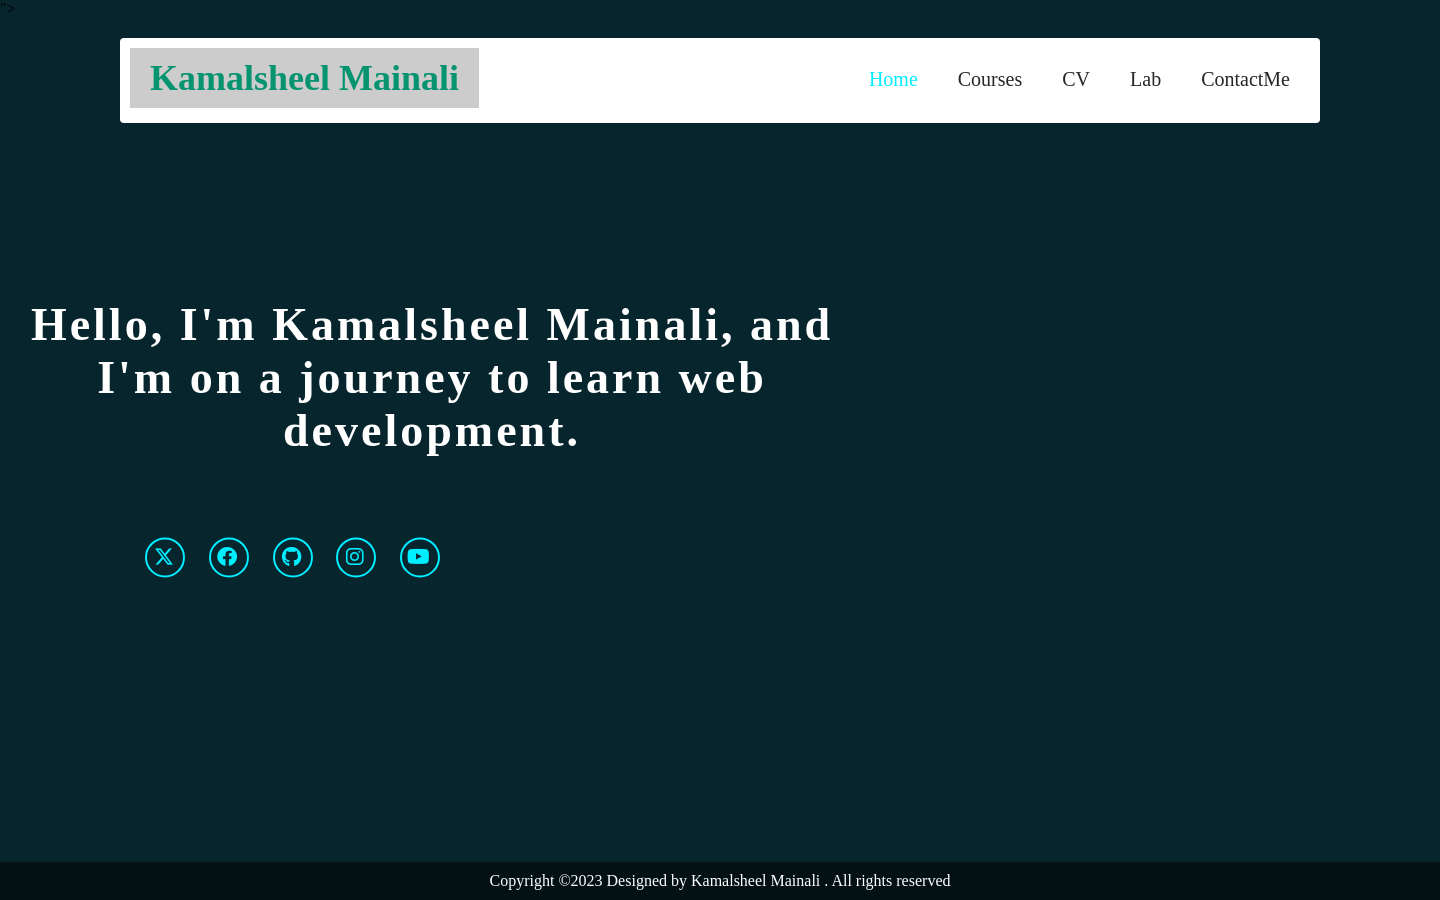 ">
Kamalsheel Mainali
Home Courses CV Lab ContactMe
Hello, I'm Kamalsheel Mainali, and
I'm on a journey to learn web
development.
Copyright ©2023 Designed by Kamalsheel Mainali . All rights reserved